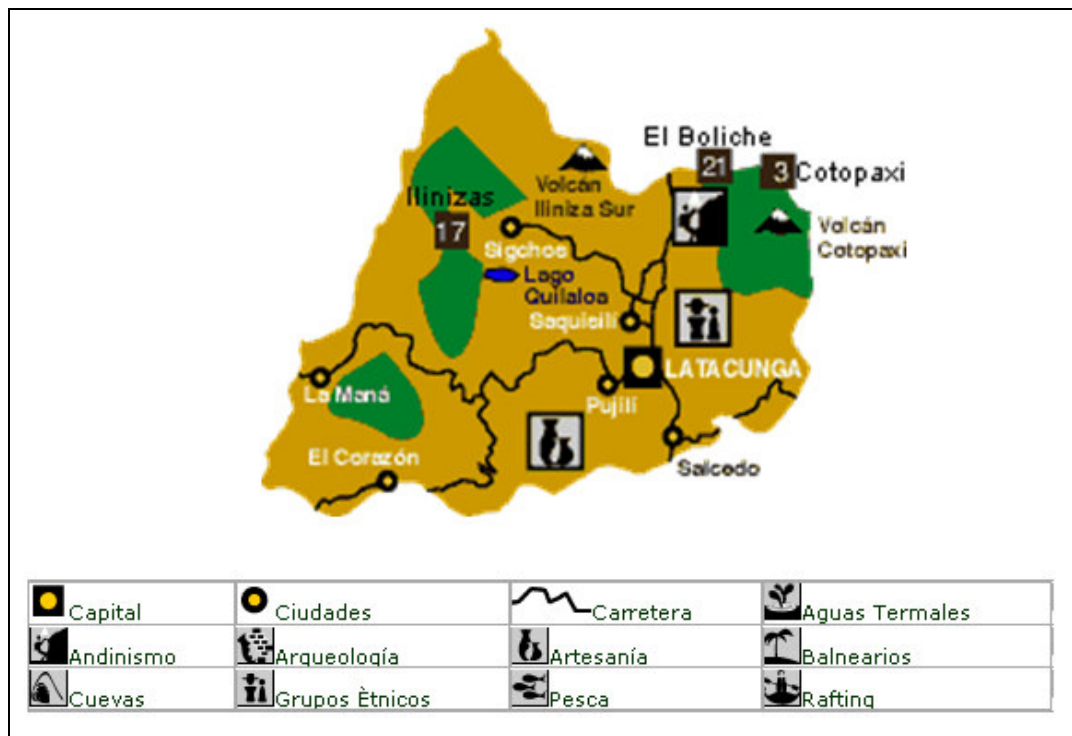 El Boliche
21
3 Cotopaxi
Ilinizas
17
Volcán
Iliniza Sur
Volcán
Cotopaxi
Sigchos
Lago
Quilaloa
Saquisilí
LATACUNGA
La Maná
Pujilí
El Corazón
Salcedo
Capital
Ciudades
Carretera
Aguas Termales
Andinismo
Arqueología
Artesanía
Balnearios
Cuevas
Grupos Ètnicos
Pesca
Rafting